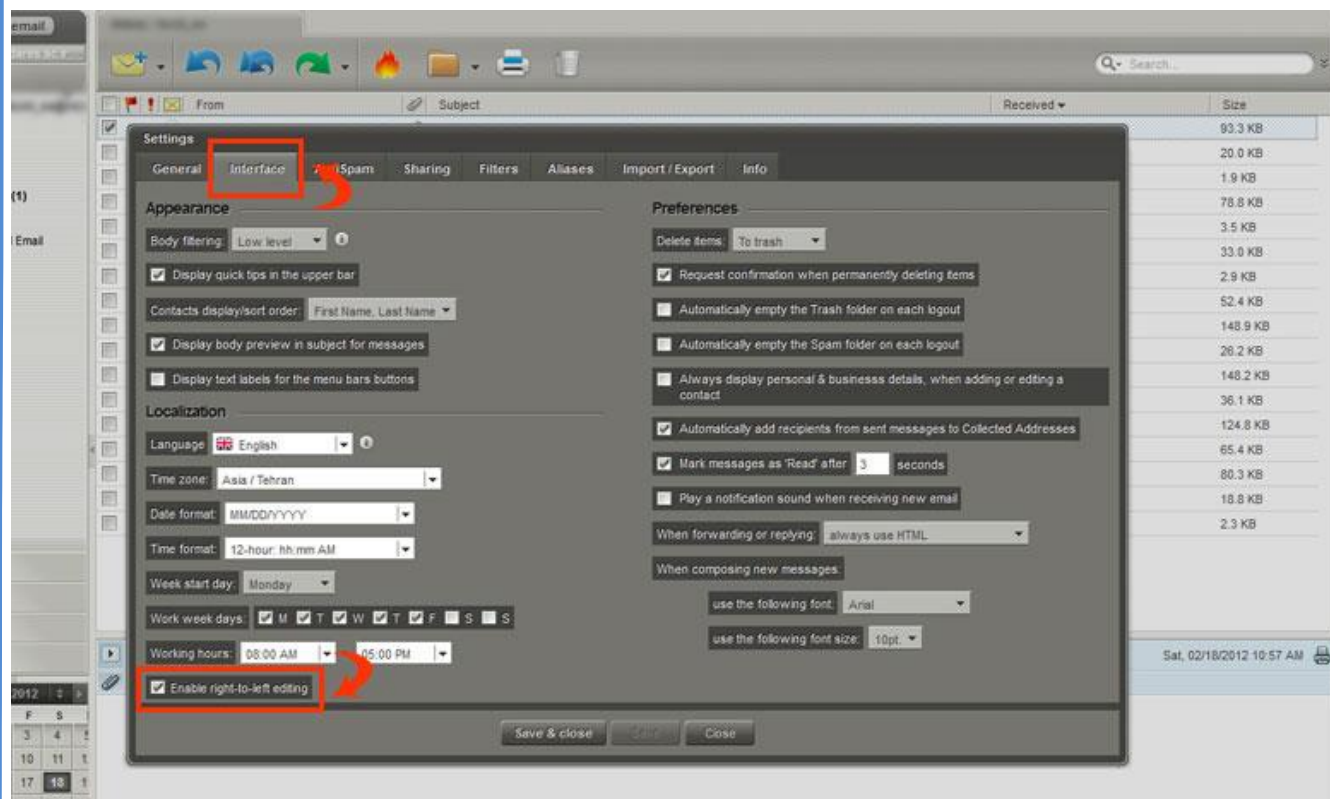 email
Search...
From Subject Received Size
93.3 KB
20.0 KB
1.9 KB
(1)
78.8 KB
3.5 KB
Email
33.0 KB
2.9 KB
52.4 KB
148.9 KB
26.2 KB
148.2 KB
36.1 KB
124.8 KB
65.4 KB
80.3 KB
18.8 KB
2.3 KB
Settings
General Interface Spam Sharing Filters Aliases Import / Export Info
Appearance
Body filtering: Low level
Display quick tips in the upper bar
Contacts display/sort order: First Name, Last Name
Display body preview in subject for messages
Display text labels for the menu bars buttons
Localization
Language English
Time zone: Asia / Tehran
Date format: MM/DD/YYYY
Time format: 12-hour: hh:mm AM
Week start day: Monday
Work week days: M T W T F S S
Working hours: 08:00 AM 05:00 PM
Enable right-to-left editing
Preferences
Delete items: To trash
Request confirmation when permanently deleting items
Automatically empty the Trash folder on each logout
Automatically empty the Spam folder on each logout
Always display personal & businesss details, when adding or editing a
contact
Automatically add recipients from sent messages to Collected Addresses
Mark messages as 'Read' after 3 seconds
Play a notification sound when receiving new email
When forwarding or replying: always use HTML
When composing new messages:
use the following font: Arial
use the following font size: 10pt.
Save & close Close
Sat, 02/18/2012 10:57 AM
2012
F S
3 4
10 11
17 18